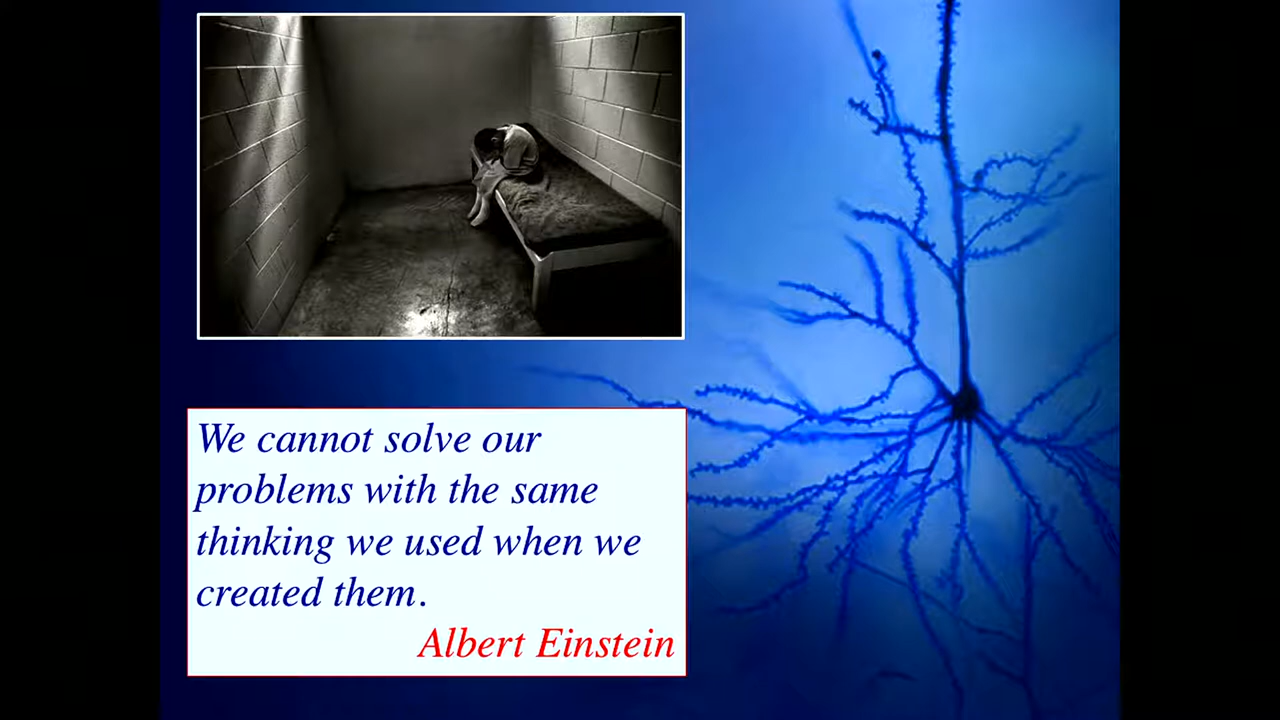 We cannot solve our
problems with the same
thinking we used when we
created them.
Albert Einstein